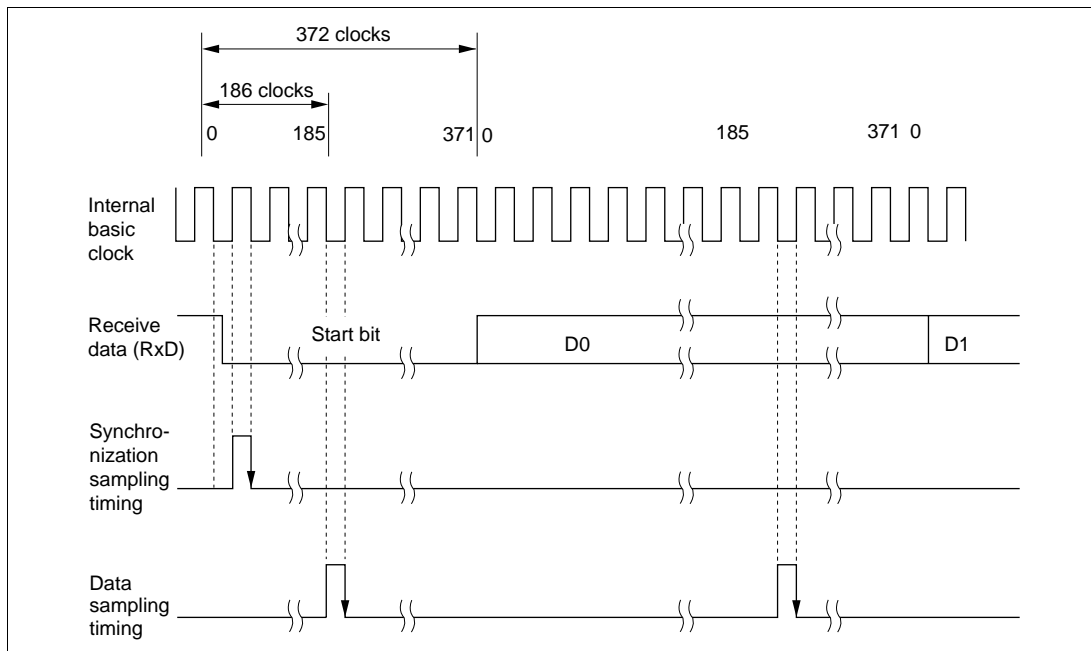 372 clocks
186 clocks
0 185 371 0 185 371 0
Internal
basic
clock
Receive
data (RxD)
Start bit
D0
D1
Synchro-
nization
sampling
timing
Data
sampling
timing